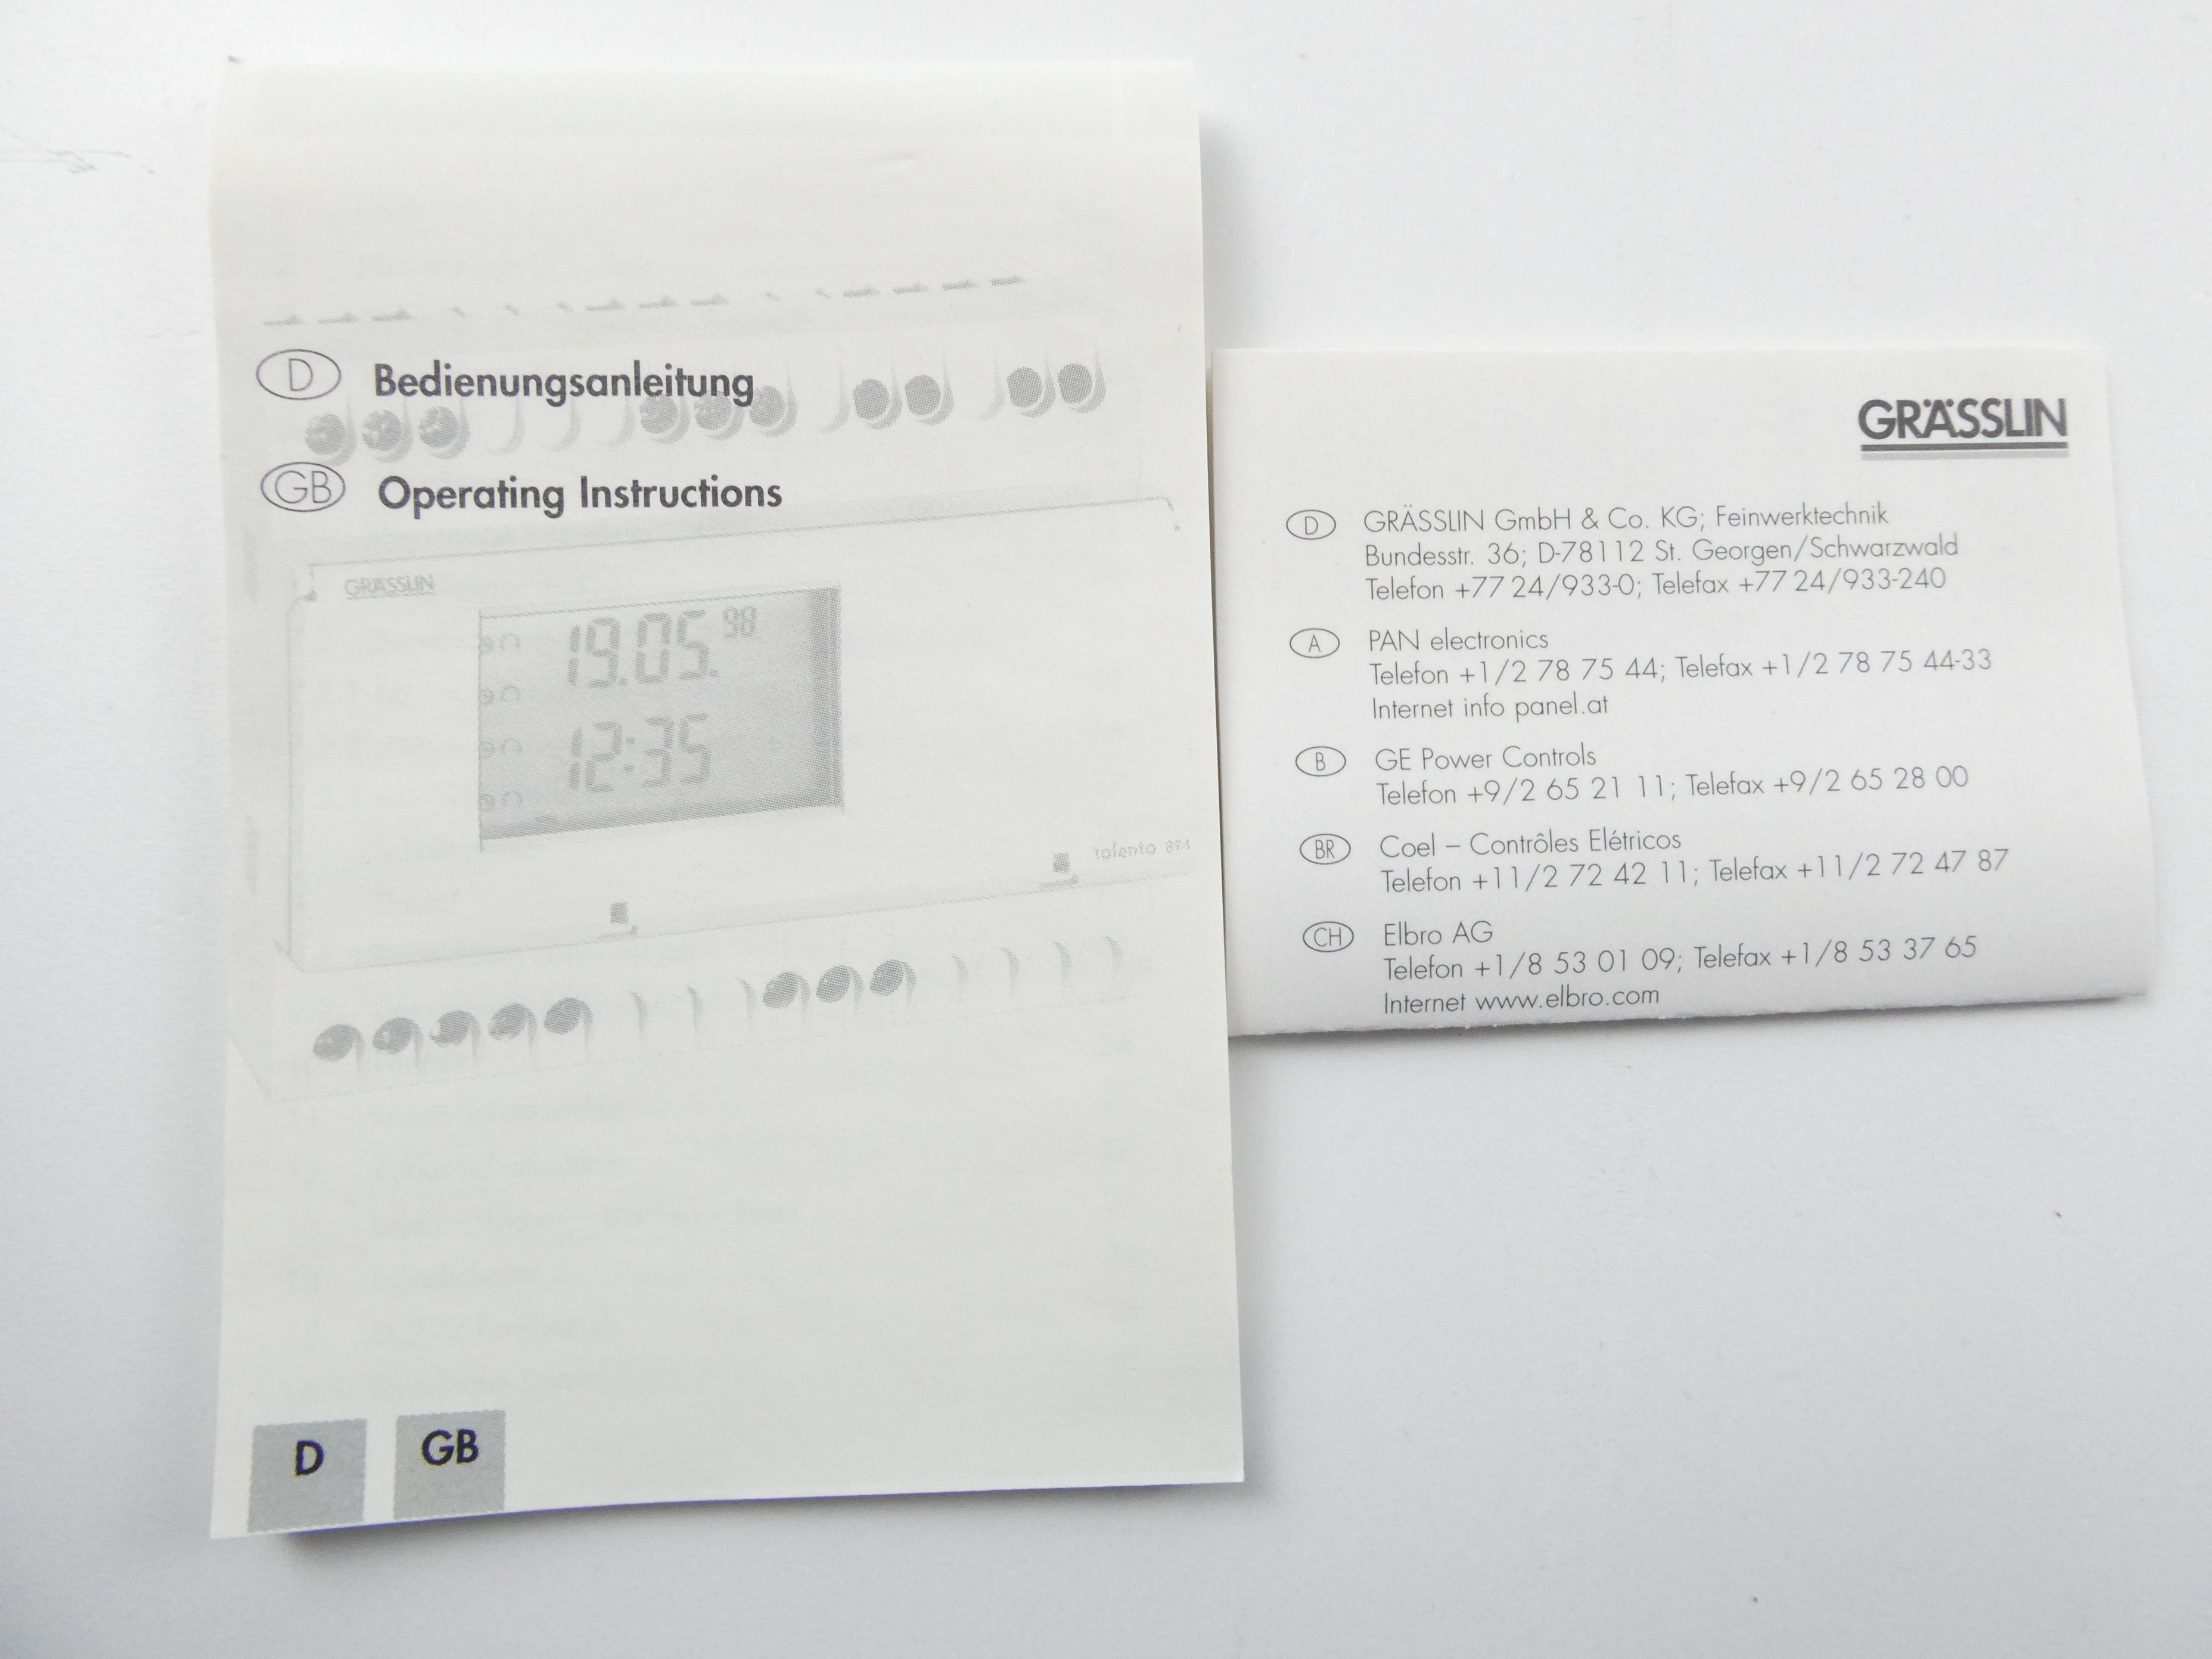 D Bedienungsanleitung
GB Operating Instructions
GRÄSSLIN
19.05. 98
12:35
talento 894
D GB
GRÄSSLIN
D GRÄSSLIN GmbH & Co. KG; Feinwerktechnik
Bundesstr. 36; D-78112 St. Georgen/Schwarzwald
Telefon +77 24/933-0; Telefax +77 24/933-240
A PAN electronics
Telefon +1/2 78 75 44; Telefax +1/2 78 75 44-33
Internet info panel.at
B GE Power Controls
Telefon +9/2 65 21 11; Telefax +9/2 65 28 00
BR Coel – Contrôles Elétricos
Telefon +11/2 72 42 11; Telefax +11/2 72 47 87
CH Elbro AG
Telefon +1/8 53 01 09; Telefax +1/8 53 37 65
Internet www.elbro.com